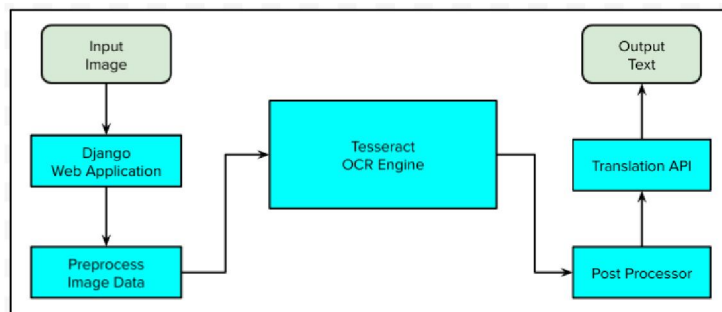 Input
Image
Django
Web Application
Preprocess
Image Data
Tesseract
OCR Engine
Post Processor
Translation API
Output
Text